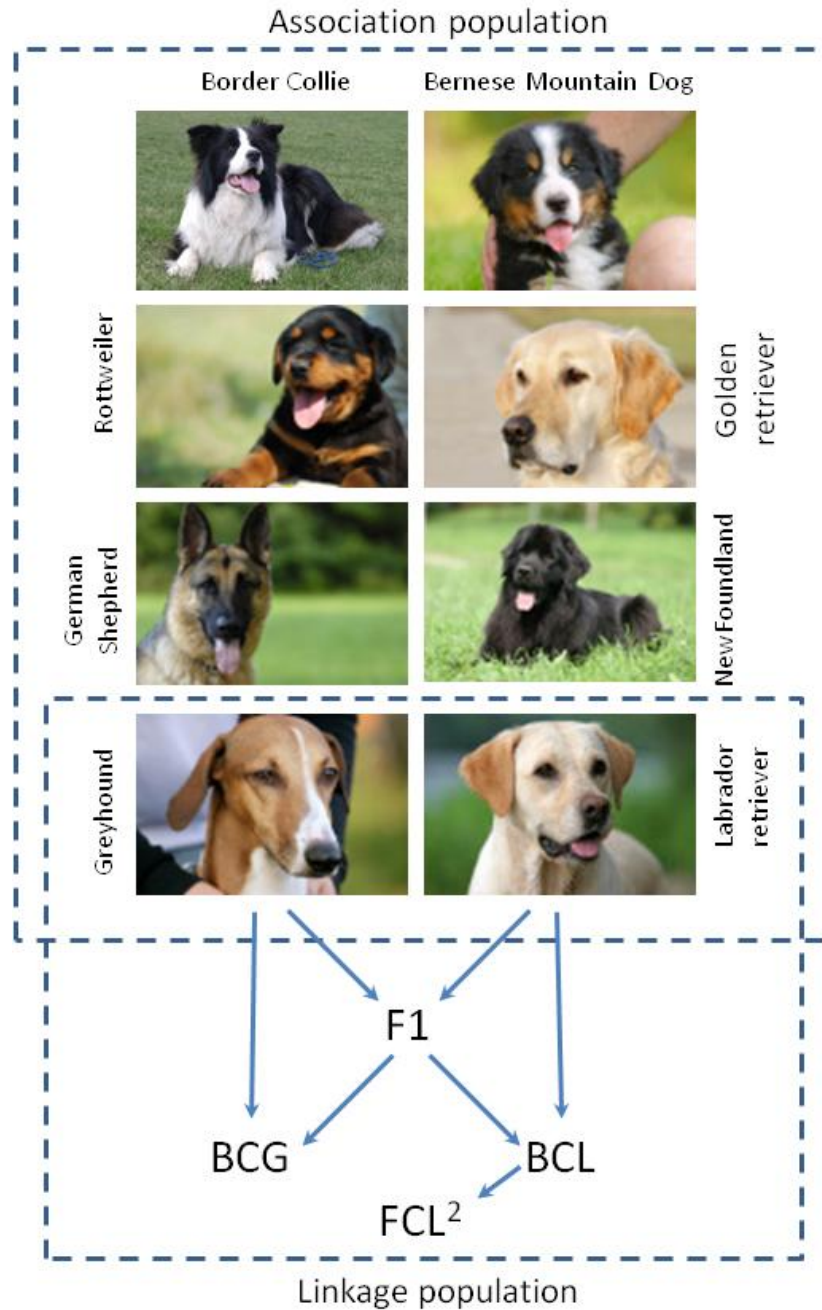 Association population
Border Collie
Bernese Mountain Dog
Rottweiler
Golden
retriever
German
Shepherd
NewFoundland
Greyhound
Labrador
retriever
F1
BCG
BCL
FCL²
Linkage population